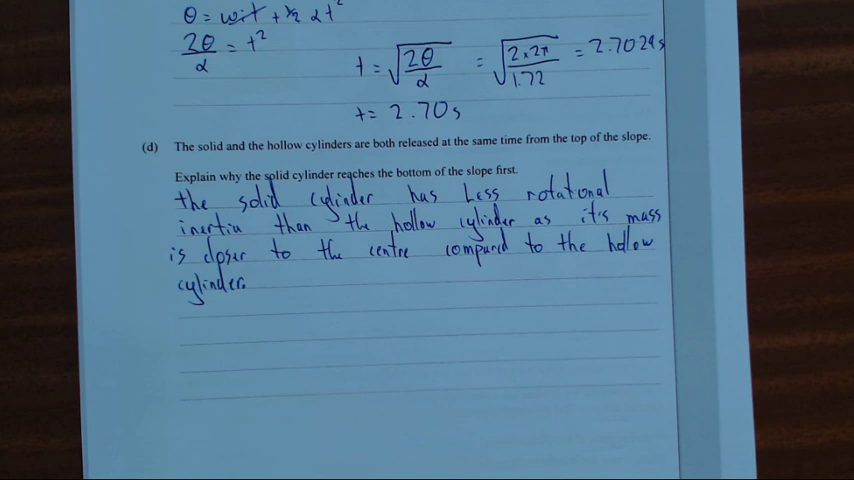 θ = wit + ½ αt²
2θ/α = t²
t = √(2θ/α) = √(2×2π/1.72) = 2.7029s
t = 2.70s
(d) The solid and the hollow cylinders are both released at the same time from the top of the slope.
Explain why the solid cylinder reaches the bottom of the slope first.
the solid cylinder has Less rotational
inertia than the hollow cylinder as it's mass
is closer to the centre compared to the hollow
cylinder.